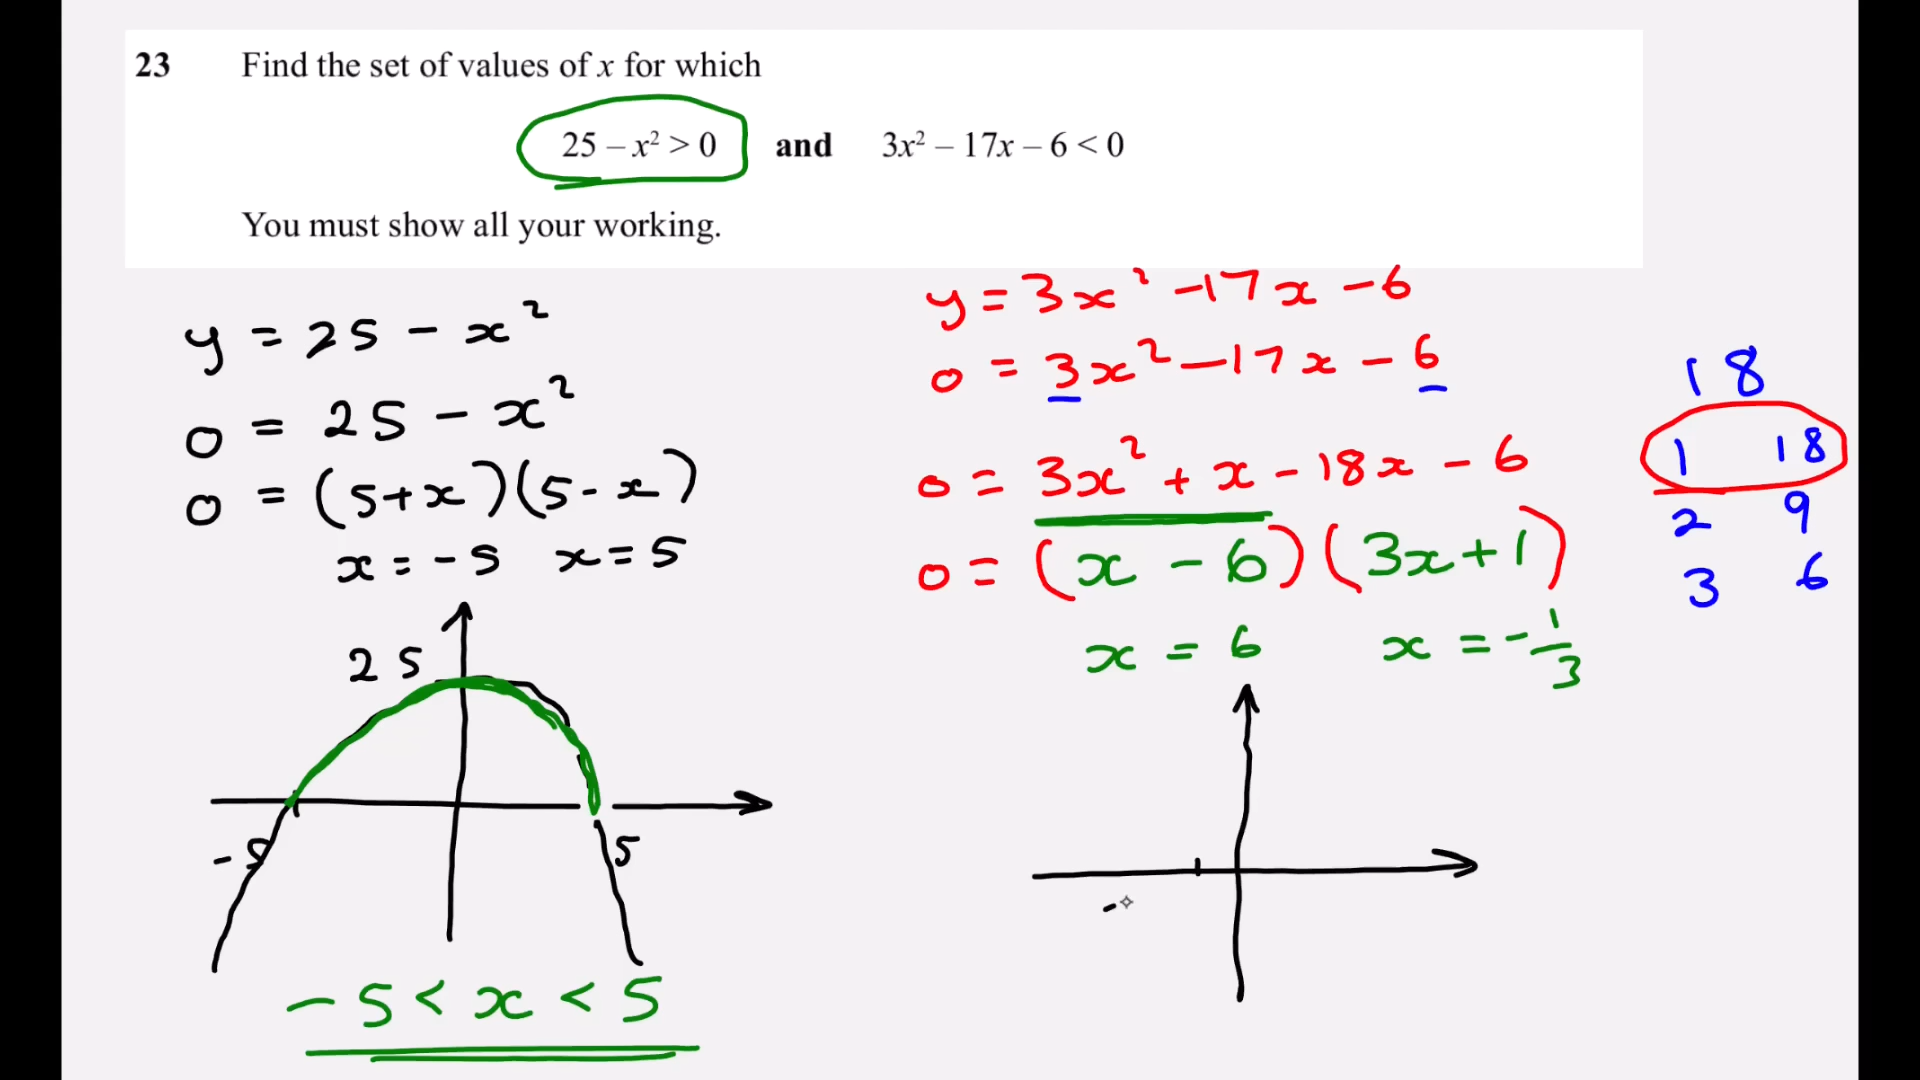 23 Find the set of values of x for which
25 – x² > 0 and 3x² – 17x – 6 < 0
You must show all your working.
y = 25 - x²
0 = 25 - x²
0 = (5+x)(5-x)
x = -5 x = 5
25
-5
5
-5 < x < 5
y = 3x² -17x -6
0 = 3x² -17x - 6
0 = 3x² + x - 18x - 6
0 = (x - 6)(3x+1)
x = 6 x = -1/3
-
18
1 18
2 9
3 6